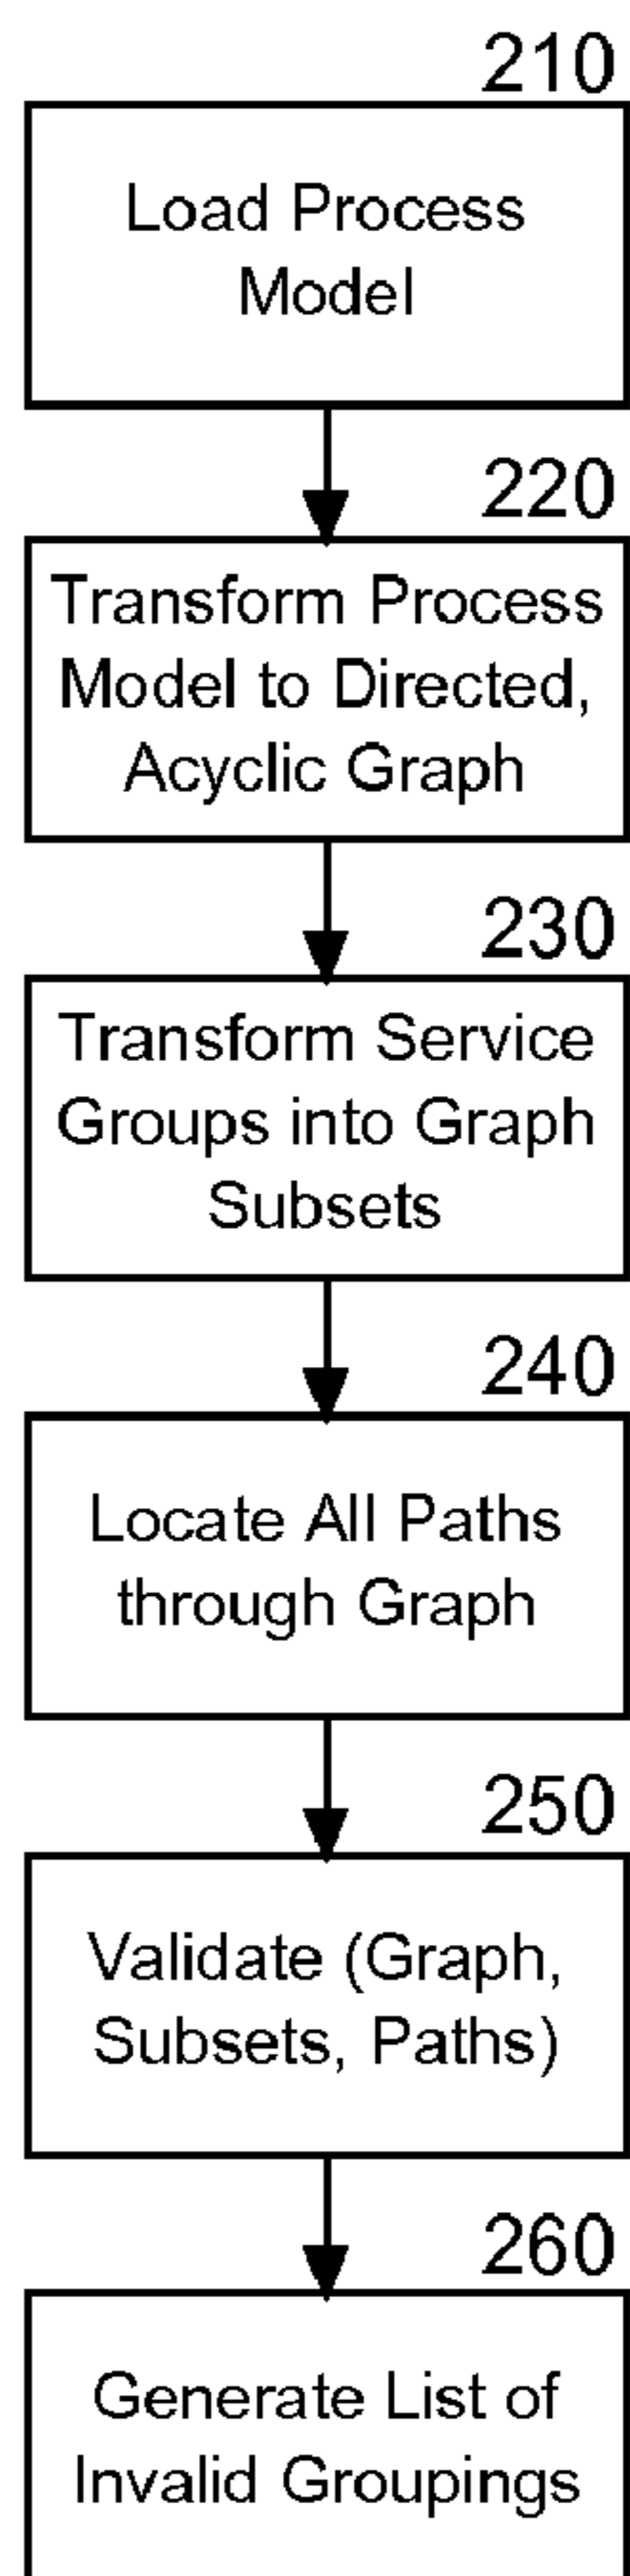 210
Load Process
Model
220
Transform Process
Model to Directed,
Acyclic Graph
230
Transform Service
Groups into Graph
Subsets
240
Locate All Paths
through Graph
250
Validate (Graph,
Subsets, Paths)
260
Generate List of
Invalid Groupings